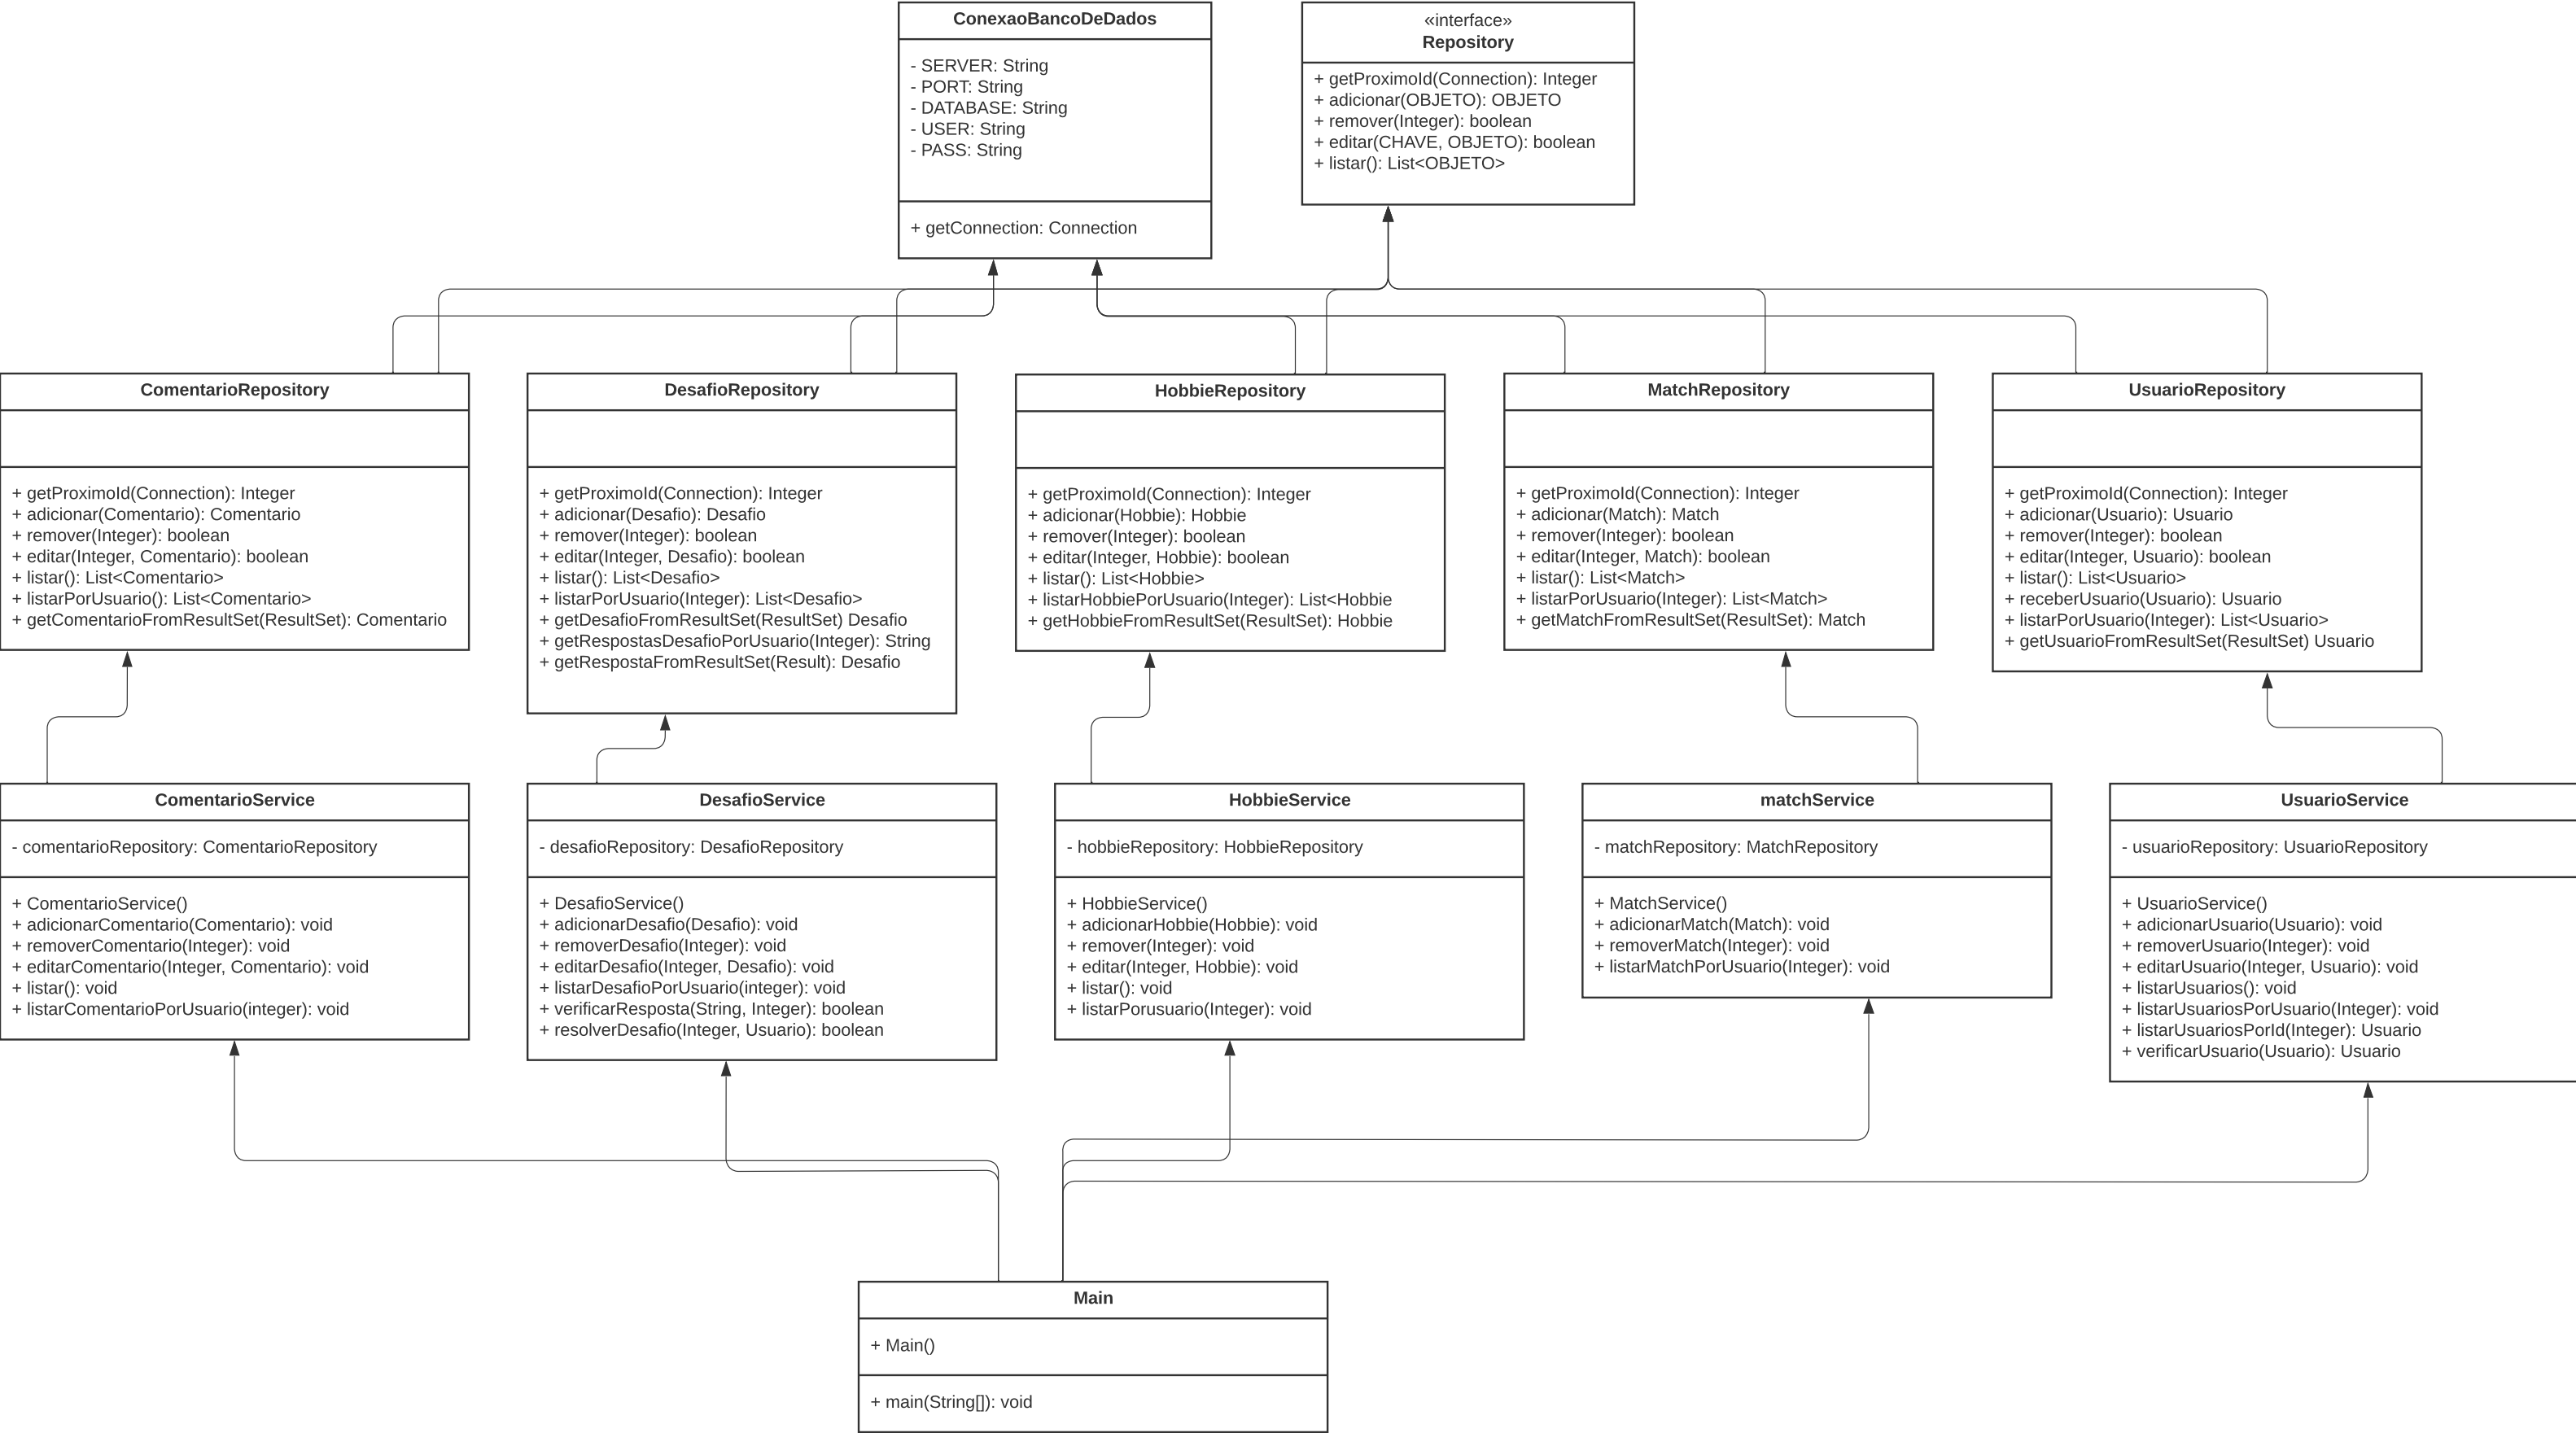 ConexaoBancoDeDados
- SERVER: String
- PORT: String
- DATABASE: String
- USER: String
- PASS: String
+ getConnection: Connection
«interface»
Repository
+ getProximoId(Connection): Integer
+ adicionar(OBJETO): OBJETO
+ remover(Integer): boolean
+ editar(CHAVE, OBJETO): boolean
+ listar(): List<OBJETO>
ComentarioRepository
+ getProximoId(Connection): Integer
+ adicionar(Comentario): Comentario
+ remover(Integer): boolean
+ editar(Integer, Comentario): boolean
+ listar(): List<Comentario>
+ listarPorUsuario(): List<Comentario>
+ getComentarioFromResultSet(ResultSet): Comentario
DesafioRepository
+ getProximoId(Connection): Integer
+ adicionar(Desafio): Desafio
+ remover(Integer): boolean
+ editar(Integer, Desafio): boolean
+ listar(): List<Desafio>
+ listarPorUsuario(Integer): List<Desafio>
+ getDesafioFromResultSet(ResultSet) Desafio
+ getRespostasDesafioPorUsuario(Integer): String
+ getRespostaFromResultSet(Result): Desafio
HobbieRepository
+ getProximoId(Connection): Integer
+ adicionar(Hobbie): Hobbie
+ remover(Integer): boolean
+ editar(Integer, Hobbie): boolean
+ listar(): List<Hobbie>
+ listarHobbiePorUsuario(Integer): List<Hobbie
+ getHobbieFromResultSet(ResultSet): Hobbie
MatchRepository
+ getProximoId(Connection): Integer
+ adicionar(Match): Match
+ remover(Integer): boolean
+ editar(Integer, Match): boolean
+ listar(): List<Match>
+ listarPorUsuario(Integer): List<Match>
+ getMatchFromResultSet(ResultSet): Match
UsuarioRepository
+ getProximoId(Connection): Integer
+ adicionar(Usuario): Usuario
+ remover(Integer): boolean
+ editar(Integer, Usuario): boolean
+ listar(): List<Usuario>
+ receberUsuario(Usuario): Usuario
+ listarPorUsuario(Integer): List<Usuario>
+ getUsuarioFromResultSet(ResultSet) Usuario
ComentarioService
- comentarioRepository: ComentarioRepository
+ ComentarioService()
+ adicionarComentario(Comentario): void
+ removerComentario(Integer): void
+ editarComentario(Integer, Comentario): void
+ listar(): void
+ listarComentarioPorUsuario(integer): void
DesafioService
- desafioRepository: DesafioRepository
+ DesafioService()
+ adicionarDesafio(Desafio): void
+ removerDesafio(Integer): void
+ editarDesafio(Integer, Desafio): void
+ listarDesafioPorUsuario(integer): void
+ verificarResposta(String, Integer): boolean
+ resolverDesafio(Integer, Usuario): boolean
HobbieService
- hobbieRepository: HobbieRepository
+ HobbieService()
+ adicionarHobbie(Hobbie): void
+ remover(Integer): void
+ editar(Integer, Hobbie): void
+ listar(): void
+ listarPorusuario(Integer): void
matchService
- matchRepository: MatchRepository
+ MatchService()
+ adicionarMatch(Match): void
+ removerMatch(Integer): void
+ listarMatchPorUsuario(Integer): void
UsuarioService
- usuarioRepository: UsuarioRepository
+ UsuarioService()
+ adicionarUsuario(Usuario): void
+ removerUsuario(Integer): void
+ editarUsuario(Integer, Usuario): void
+ listarUsuarios(): void
+ listarUsuariosPorUsuario(Integer): void
+ listarUsuariosPorId(Integer): Usuario
+ verificarUsuario(Usuario): Usuario
Main
+ Main()
+ main(String[]): void